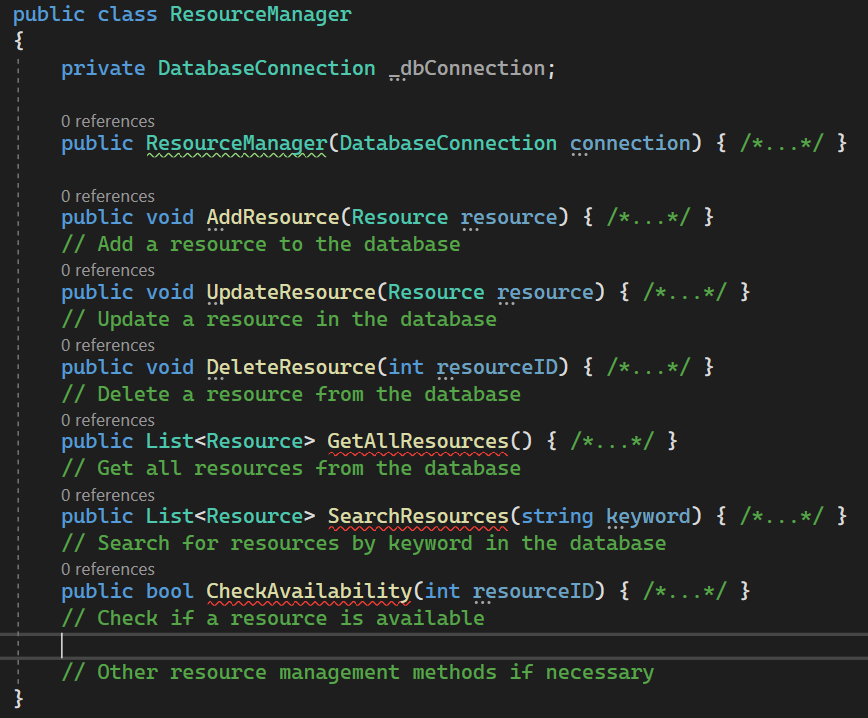 public class ResourceManager
{
private DatabaseConnection _dbConnection;
0 references
public ResourceManager(DatabaseConnection connection) { /*...*/ }
0 references
public void AddResource(Resource resource) { /*...*/ }
// Add a resource to the database
0 references
public void UpdateResource(Resource resource) { /*...*/ }
// Update a resource in the database
0 references
public void DeleteResource(int resourceID) { /*...*/ }
// Delete a resource from the database
0 references
public List<Resource> GetAllResources() { /*...*/ }
// Get all resources from the database
0 references
public List<Resource> SearchResources(string keyword) { /*...*/ }
// Search for resources by keyword in the database
0 references
public bool CheckAvailability(int resourceID) { /*...*/ }
// Check if a resource is available
// Other resource management methods if necessary
}